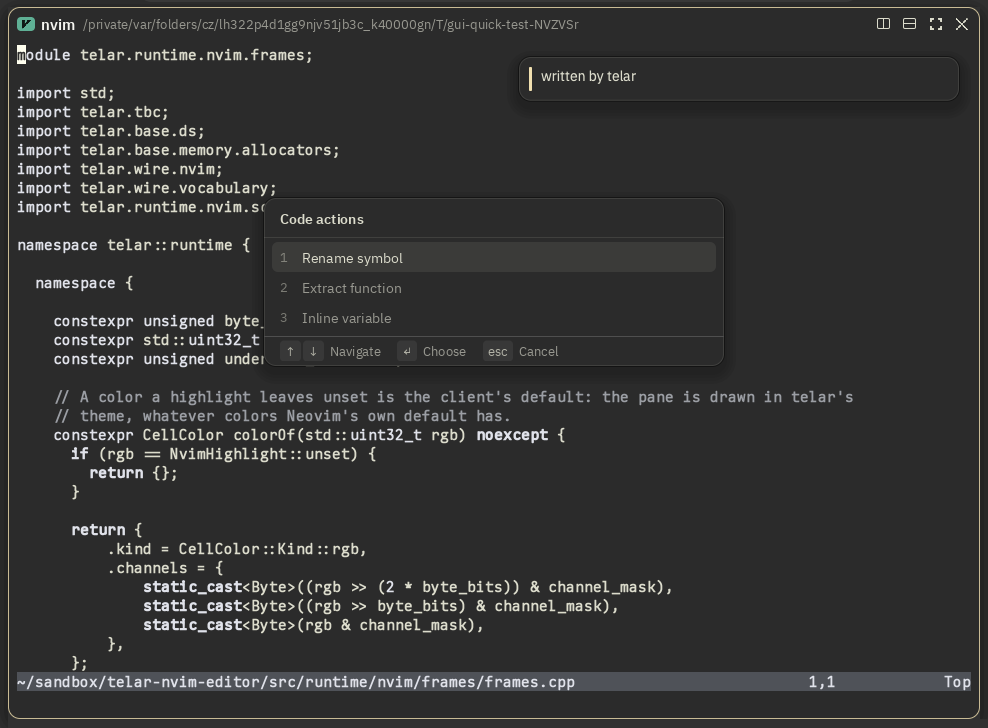 nvim /private/var/folders/cz/lh322p4d1gg9njv51jb3c_k40000gn/T/gui-quick-test-NVZVSr
module telar.runtime.nvim.frames;
written by telar
import std;
import telar.tbc;
import telar.base.ds;
import telar.base.memory.allocators;
import telar.wire.nvim;
import telar.wire.vocabulary;
import telar.runtime.nvim.sc
Code actions
namespace telar::runtime {
1 Rename symbol
namespace {
2 Extract function
3 Inline variable
constexpr unsigned byte_
constexpr std::uint32_t
constexpr unsigned under
↑ ↓ Navigate ↵ Choose esc Cancel
// A color a highlight leaves unset is the client's default: the pane is drawn in telar's
// theme, whatever colors Neovim's own default has.
constexpr CellColor colorOf(std::uint32_t rgb) noexcept {
if (rgb == NvimHighlight::unset) {
return {};
}
return {
.kind = CellColor::Kind::rgb,
.channels = {
static_cast<Byte>((rgb >> (2 * byte_bits)) & channel_mask),
static_cast<Byte>((rgb >> byte_bits) & channel_mask),
static_cast<Byte>(rgb & channel_mask),
},
};
~/sandbox/telar-nvim-editor/src/runtime/nvim/frames/frames.cpp 1,1 Top